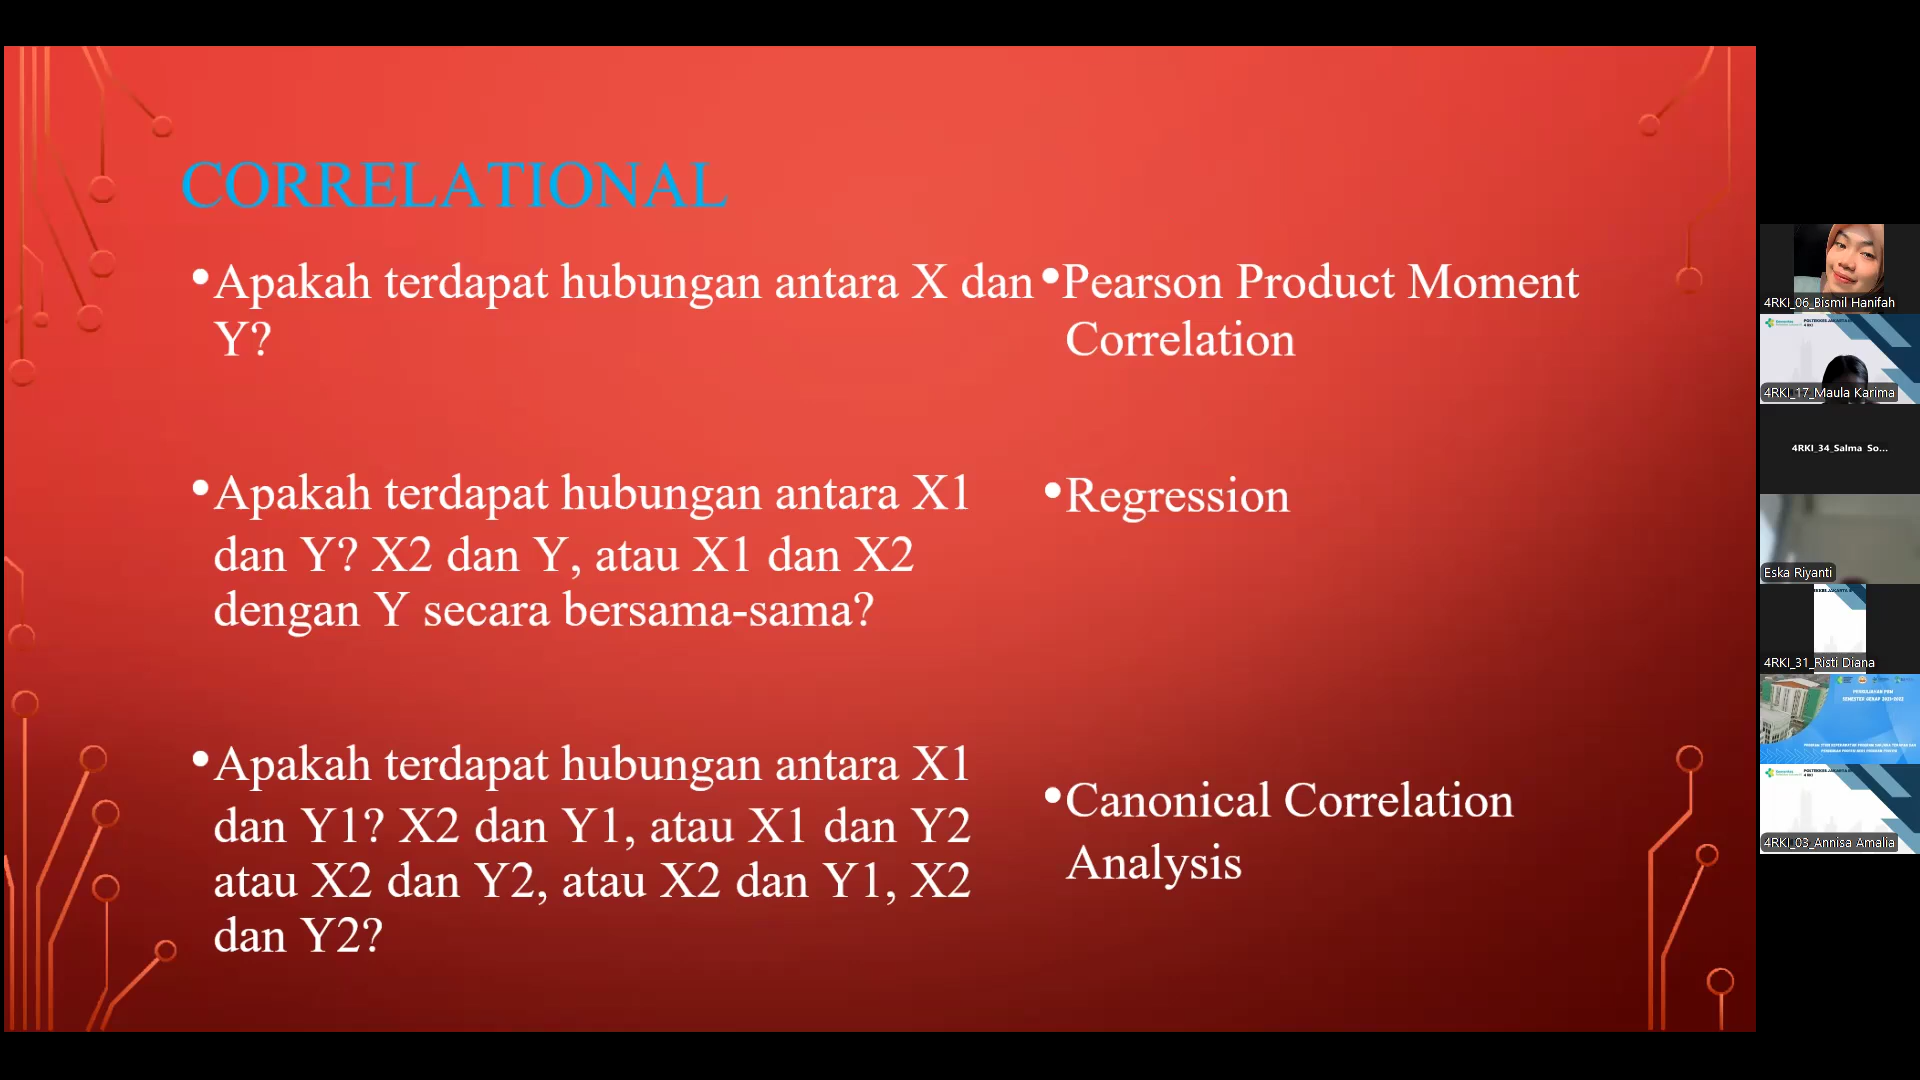 CORRELATIONAL
•Apakah terdapat hubungan antara X dan
Y?
•Pearson Product Moment
Correlation
•Apakah terdapat hubungan antara X1
dan Y? X2 dan Y, atau X1 dan X2
dengan Y secara bersama-sama?
•Regression
•Apakah terdapat hubungan antara X1
dan Y1? X2 dan Y1, atau X1 dan Y2
atau X2 dan Y2, atau X2 dan Y1, X2
dan Y2?
•Canonical Correlation
Analysis
4RKI_06_Bismil Hanifah
4RKI_17_Maula Karima
4RKI_34_Salma So...
Eska Riyanti
4RKI_31_Risti Diana
4RKI_03_Annisa Amalia